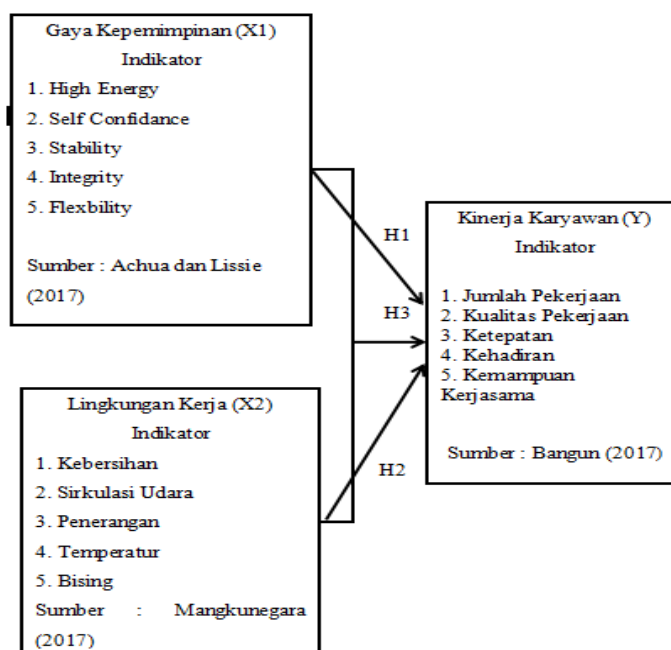 Gaya Kepemimpinan (X1)
Indikator
1. High Energy
2. Self Confidance
3. Stability
4. Integrity
5. Flexbility
Sumber : Achua dan Lissie
(2017)
H1
H3
H2
Kinerja Karyawan (Y)
Indikator
1. Jumlah Pekerjaan
2. Kualitas Pekerjaan
3. Ketepatan
4. Kehadiran
5. Kemampuan
Kerjasama
Sumber : Bangun (2017)
Lingkungan Kerja (X2)
Indikator
1. Kebersihan
2. Sirkulasi Udara
3. Penerangan
4. Temperatur
5. Bising
Sumber : Mangkunegara
(2017)